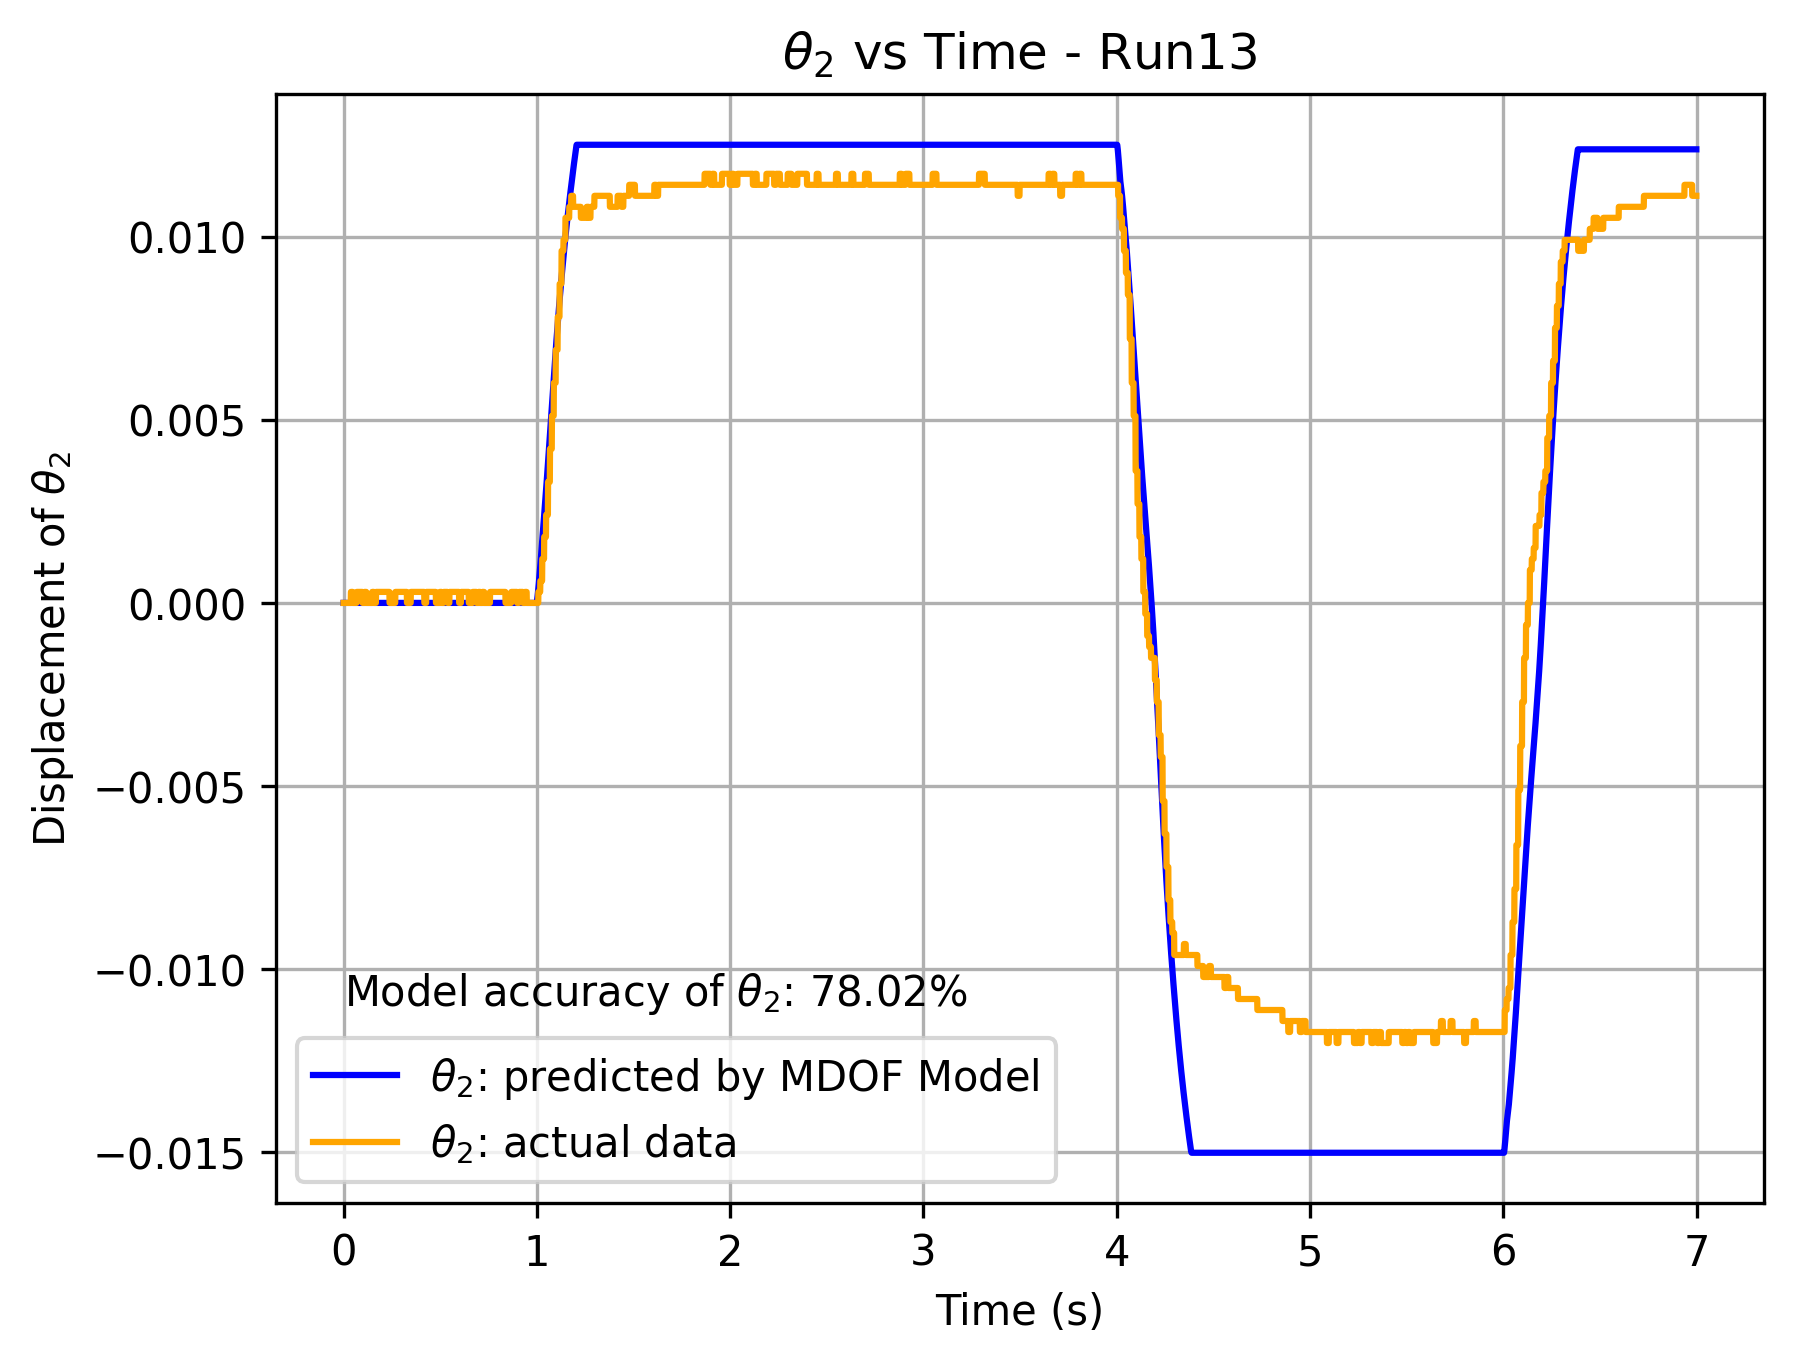 θ₂ vs Time - Run13
Displacement of θ₂
0.010
0.005
0.000
−0.005
−0.010
−0.015
Model accuracy of θ₂: 78.02%
θ₂: predicted by MDOF Model
θ₂: actual data
0 1 2 3 4 5 6 7
Time (s)